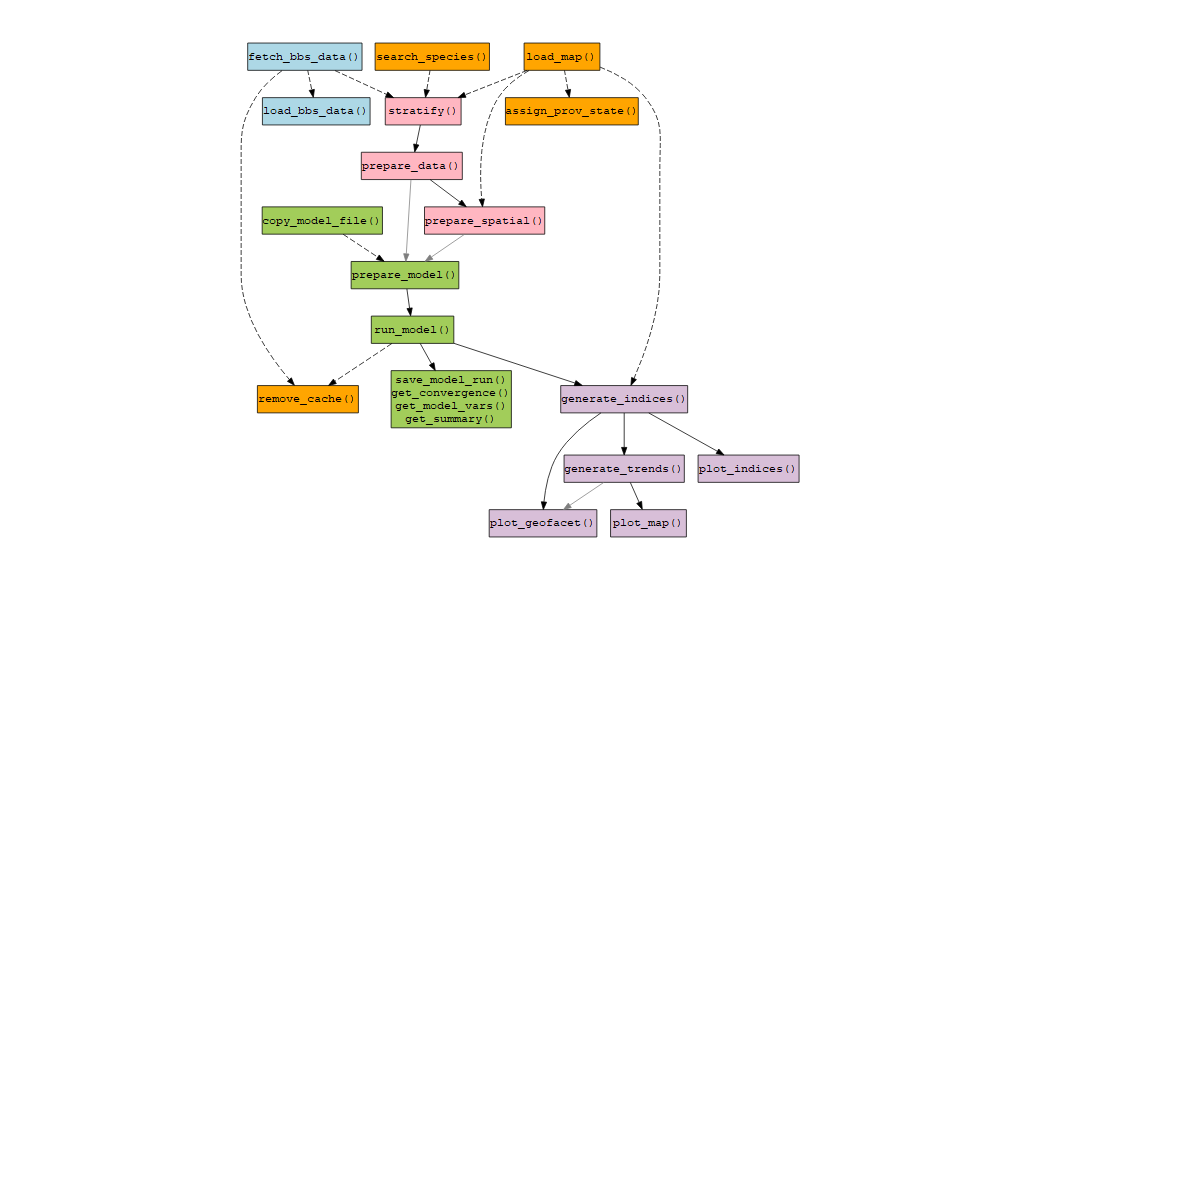 fetch_bbs_data()
search_species()
load_map()
load_bbs_data()
stratify()
assign_prov_state()
prepare_data()
copy_model_file()
prepare_spatial()
prepare_model()
run_model()
save_model_run()
get_convergence()
get_model_vars()
get_summary()
remove_cache()
generate_indices()
generate_trends()
plot_indices()
plot_geofacet()
plot_map()